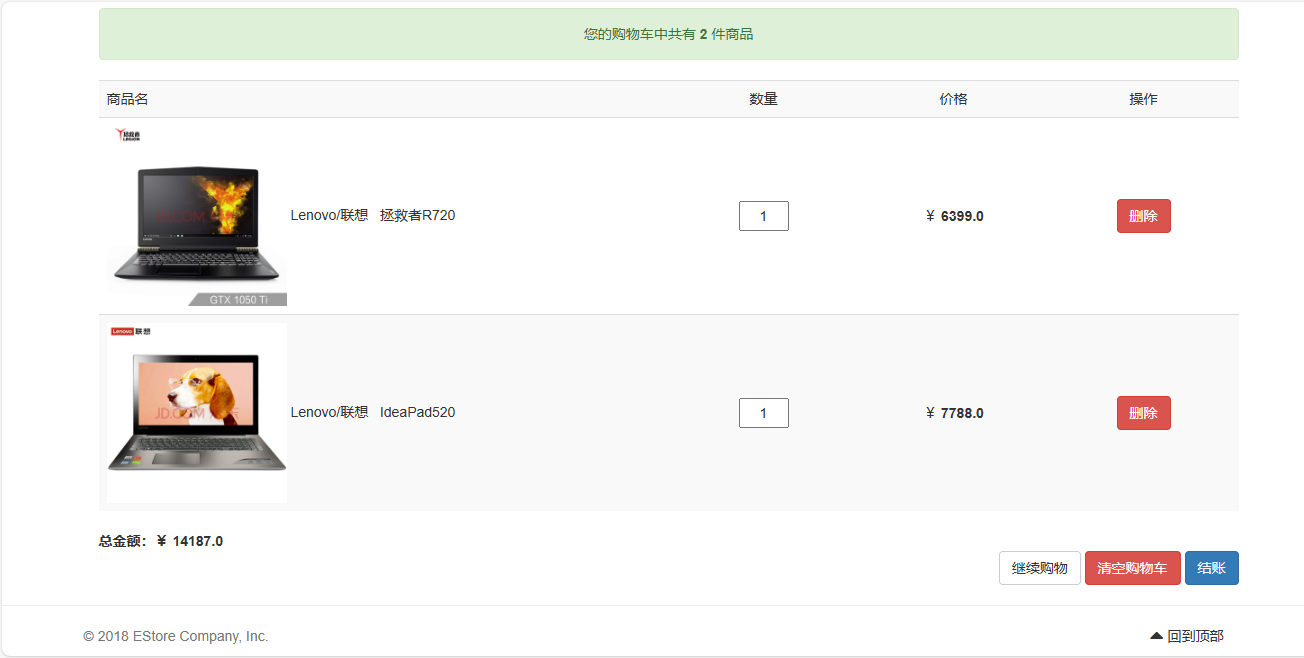 您的购物车中共有 2 件商品
商品名 数量 价格 操作
拯救者
LEGION
JD.COM
GTX 1050 Ti
Lenovo/联想 拯救者R720 1 ¥ 6399.0 删除
Lenovo 联想
JD.COM
Lenovo/联想 IdeaPad520 1 ¥ 7788.0 删除
总金额: ¥ 14187.0
继续购物 清空购物车 结账
© 2018 EStore Company, Inc. 回到顶部